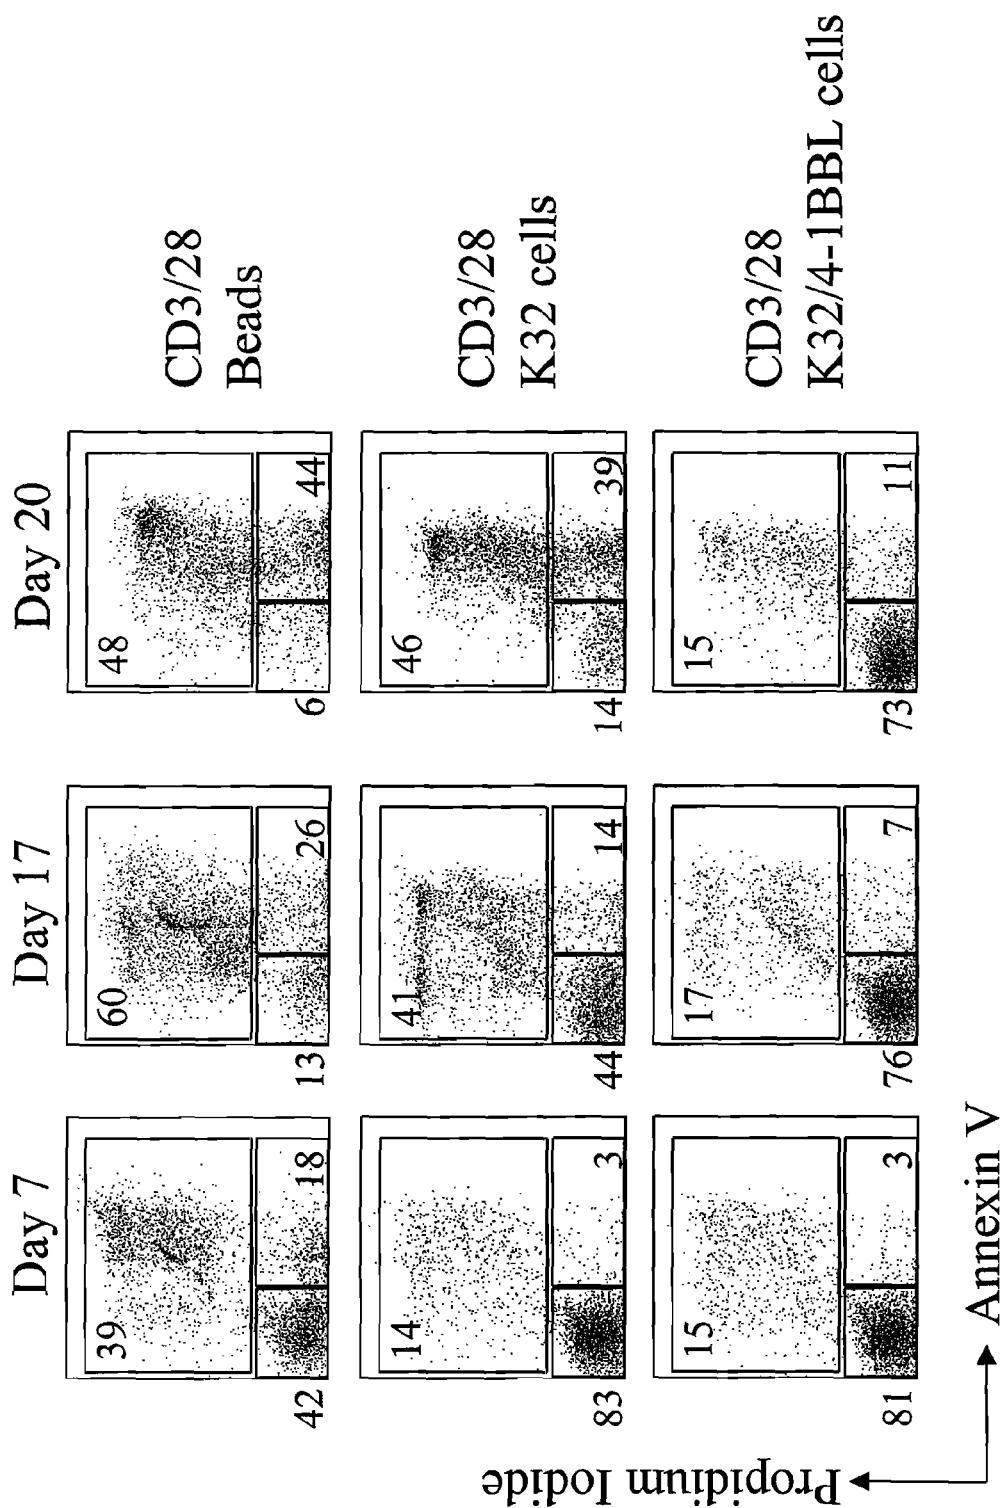 Day 7
Day 17
Day 20
39
18
42
60
26
13
48
44
6
CD3/28
Beads
14
3
83
41
14
44
46
39
14
CD3/28
K32 cells
15
3
81
17
7
76
15
11
73
CD3/28
K32/4-1BBL cells
Propidium Iodide
Annexin V